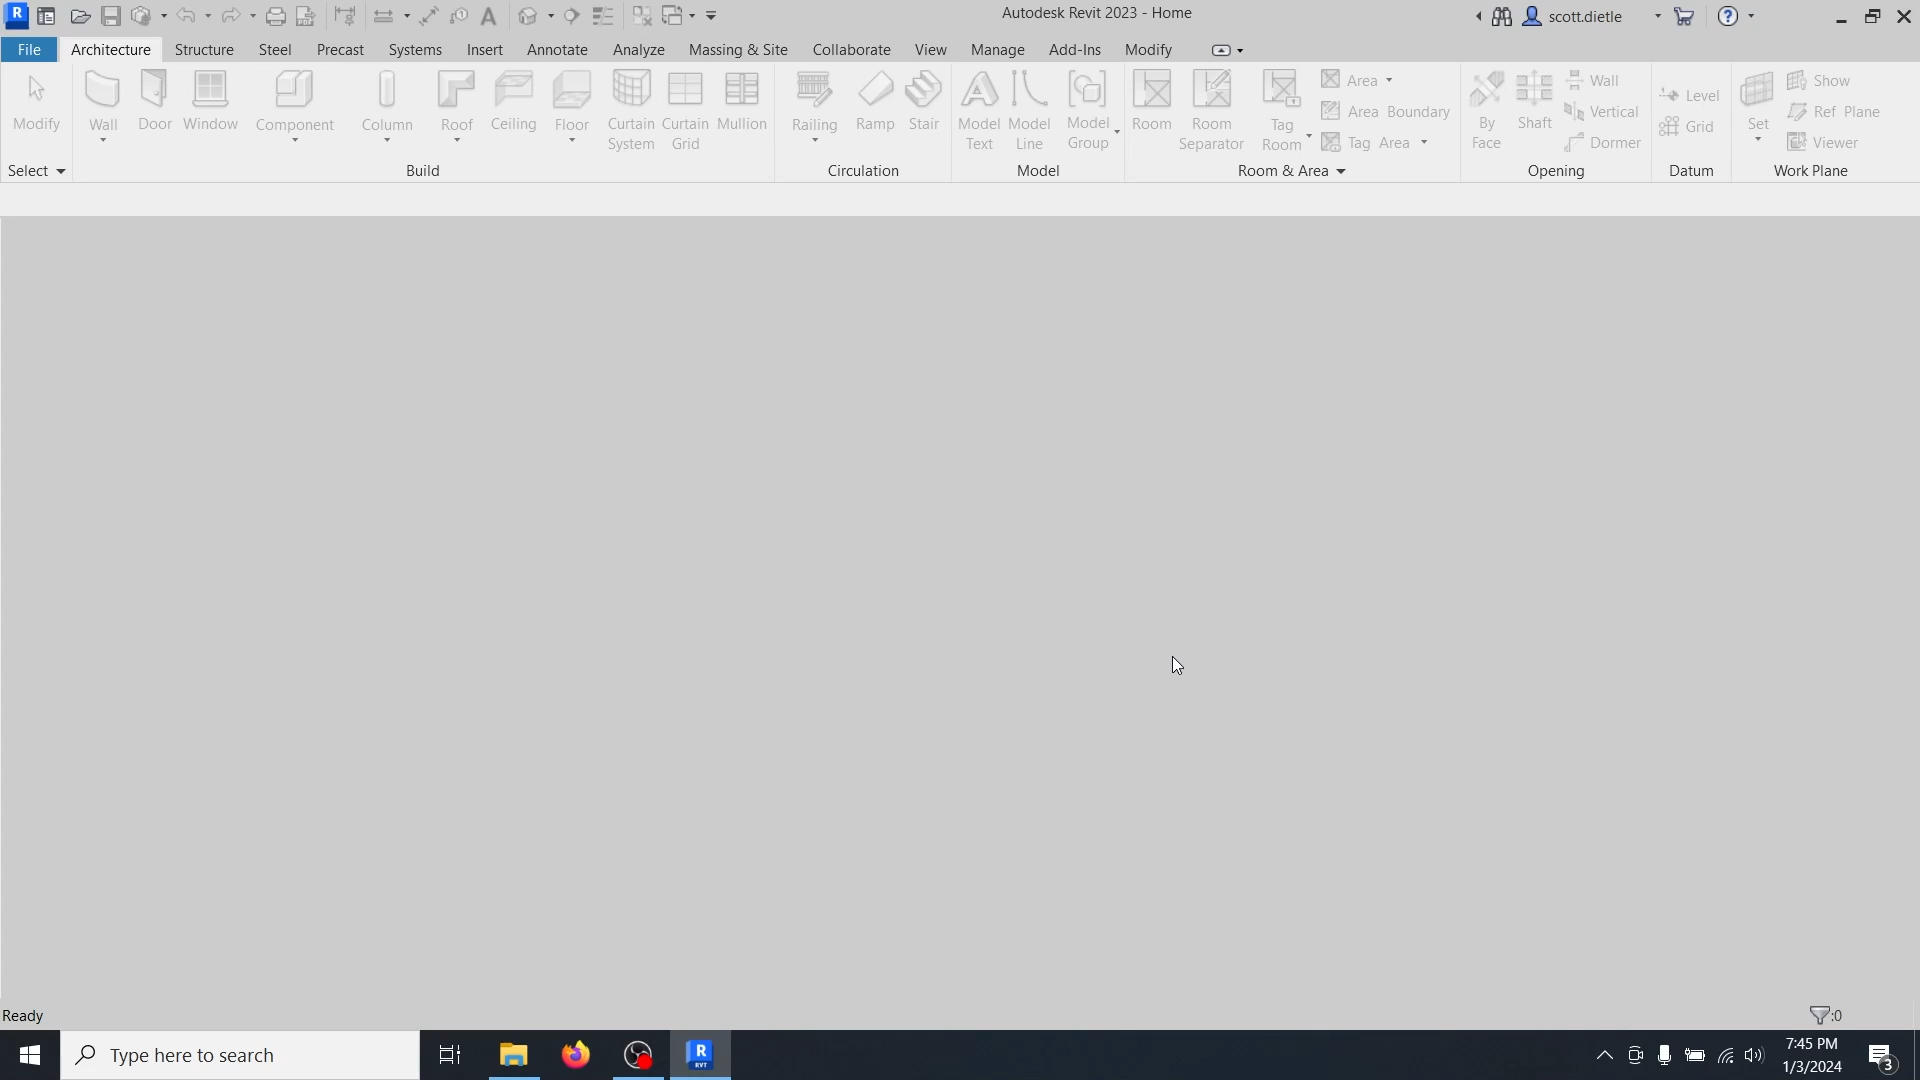 R
Autodesk Revit 2023 - Home
scott.dietle
File Architecture Structure Steel Precast Systems Insert Annotate Analyze Massing & Site Collaborate View Manage Add-Ins Modify
Modify
Wall
Door
Window
Component
Column
Roof
Ceiling
Floor
Curtain
System
Curtain
Grid
Mullion
Railing
Ramp
Stair
Model
Text
Model
Line
Model
Group
Room
Room
Separator
Tag
Room
Area
Area Boundary
Tag Area
By
Face
Shaft
Wall
Vertical
Dormer
Level
Grid
Set
Show
Ref Plane
Viewer
Select
Build
Circulation
Model
Room & Area
Opening
Datum
Work Plane
Ready
:0
Type here to search
R
RVT
7:45 PM
1/3/2024
3